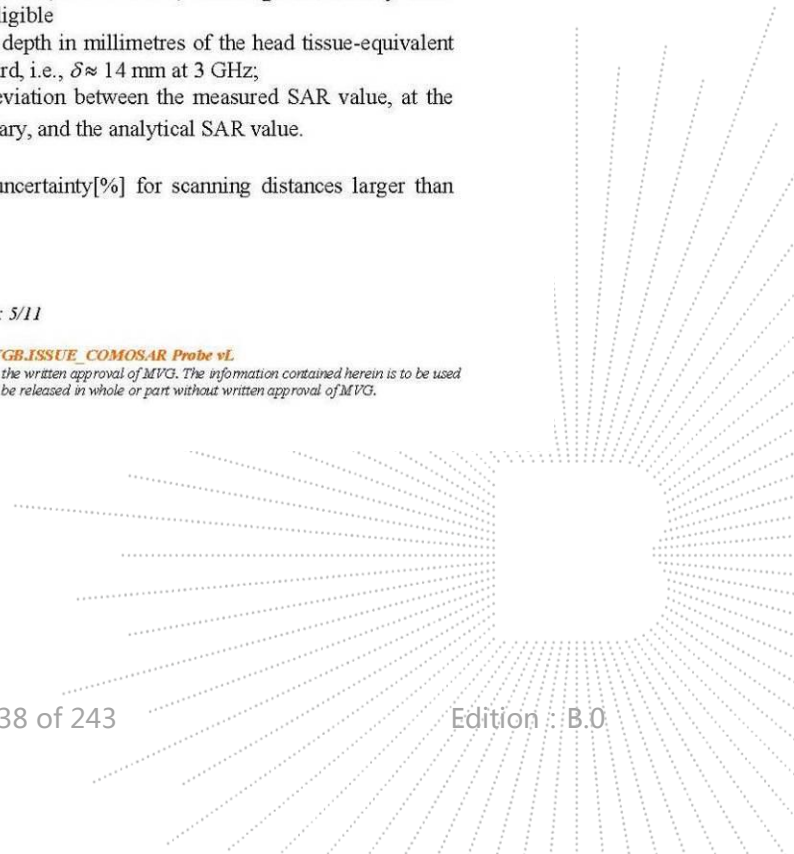 ligible
depth in millimetres of the head tissue-equivalent
rd, i.e., δ≈ 14 mm at 3 GHz;
eviation between the measured SAR value, at the
ary, and the analytical SAR value.
uncertainty[%] for scanning distances larger than
: 5/11
GB.ISSUE_COMOSAR Probe vL
the written approval of MVG. The information contained herein is to be used
be released in whole or part without written approval of MVG.
38 of 243
Edition : B.0